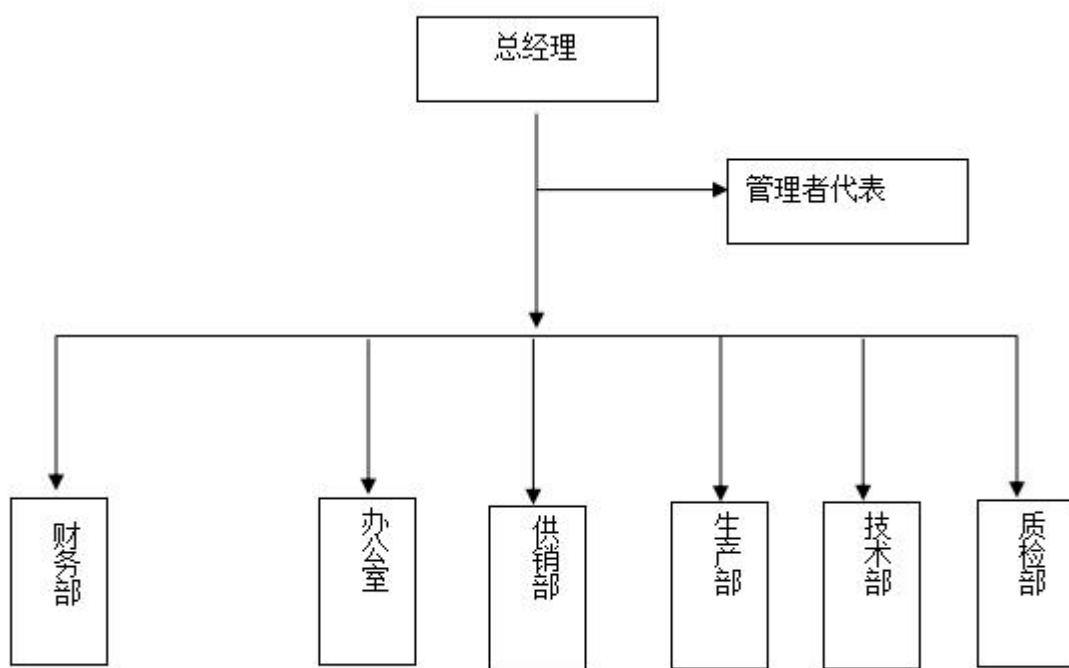 总经理
管理者代表
财务部
办公室
供销部
生产部
技术部
质检部